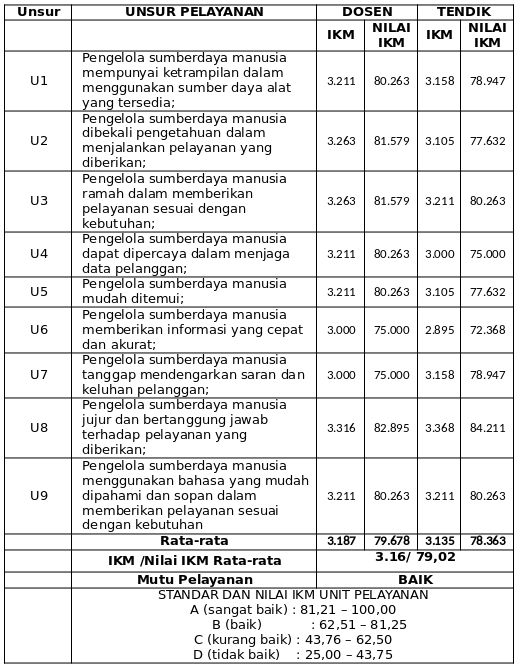 Unsur UNSUR PELAYANAN DOSEN TENDIK
IKM NILAI IKM IKM NILAI IKM
U1 Pengelola sumberdaya manusia mempunyai ketrampilan dalam menggunakan sumber daya alat yang tersedia; 3.211 80.263 3.158 78.947
U2 Pengelola sumberdaya manusia dibekali pengetahuan dalam menjalankan pelayanan yang diberikan; 3.263 81.579 3.105 77.632
U3 Pengelola sumberdaya manusia ramah dalam memberikan pelayanan sesuai dengan kebutuhan; 3.263 81.579 3.211 80.263
U4 Pengelola sumberdaya manusia dapat dipercaya dalam menjaga data pelanggan; 3.211 80.263 3.000 75.000
U5 Pengelola sumberdaya manusia mudah ditemui; 3.211 80.263 3.105 77.632
U6 Pengelola sumberdaya manusia memberikan informasi yang cepat dan akurat; 3.000 75.000 2.895 72.368
U7 Pengelola sumberdaya manusia tanggap mendengarkan saran dan keluhan pelanggan; 3.000 75.000 3.158 78.947
U8 Pengelola sumberdaya manusia jujur dan bertanggung jawab terhadap pelayanan yang diberikan; 3.316 82.895 3.368 84.211
U9 Pengelola sumberdaya manusia menggunakan bahasa yang mudah dipahami dan sopan dalam memberikan pelayanan sesuai dengan kebutuhan 3.211 80.263 3.211 80.263
Rata-rata 3.187 79.678 3.135 78.363
IKM /Nilai IKM Rata-rata 3.16/ 79,02
Mutu Pelayanan BAIK
STANDAR DAN NILAI IKM UNIT PELAYANAN
A (sangat baik) : 81,21 – 100,00
B (baik) : 62,51 – 81,25
C (kurang baik) : 43,76 – 62,50
D (tidak baik) : 25,00 – 43,75